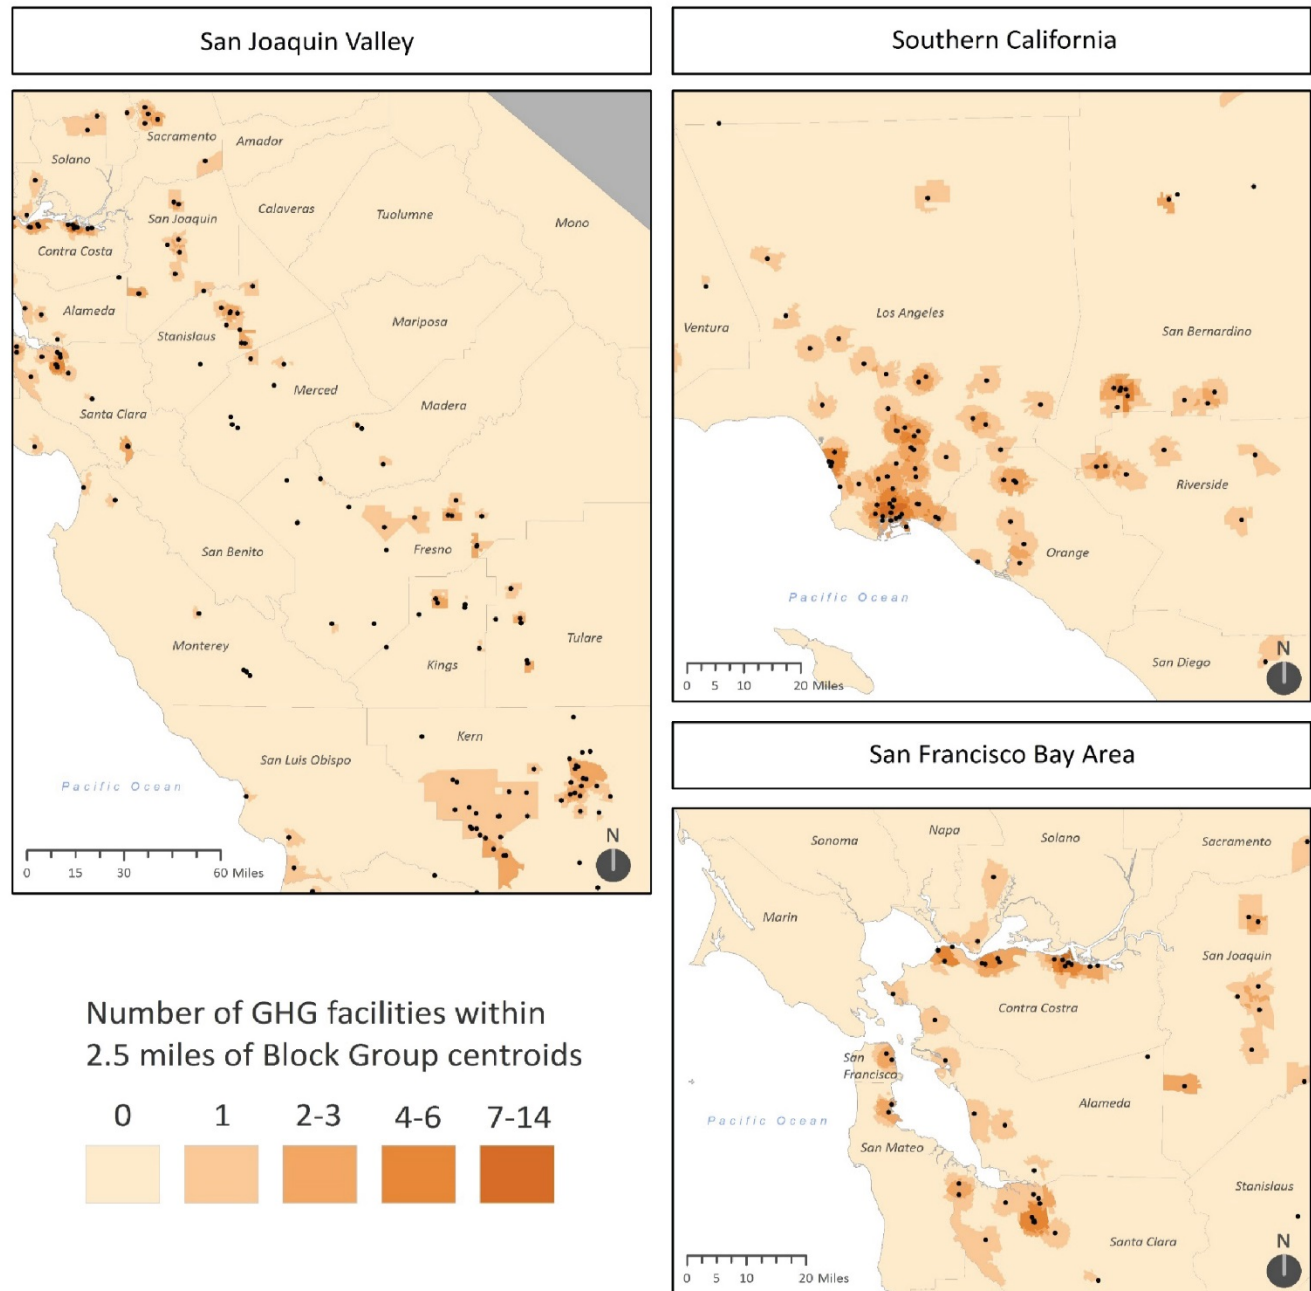 San Joaquin Valley
Sacramento
Amador
Solano
Calaveras
Tuolumne
San Joaquin
Mono
Contra Costa
Alameda
Mariposa
Stanislaus
Merced
Madera
Santa Clara
San Benito
Fresno
Monterey
Tulare
Kings
Kern
San Luis Obispo
Pacific Ocean
N
0 15 30 60 Miles
Southern California
Los Angeles
Ventura
San Bernardino
Riverside
Orange
Pacific Ocean
San Diego
N
0 5 10 20 Miles
San Francisco Bay Area
Napa
Solano
Sonoma
Sacramento
Marin
San Joaquin
Contra Costra
San
Francisca
Alameda
Pacific Ocean
San Mateo
Stanislaus
Santa Clara
N
0 5 10 20 Miles
Number of GHG facilities within
2.5 miles of Block Group centroids
0 1 2-3 4-6 7-14